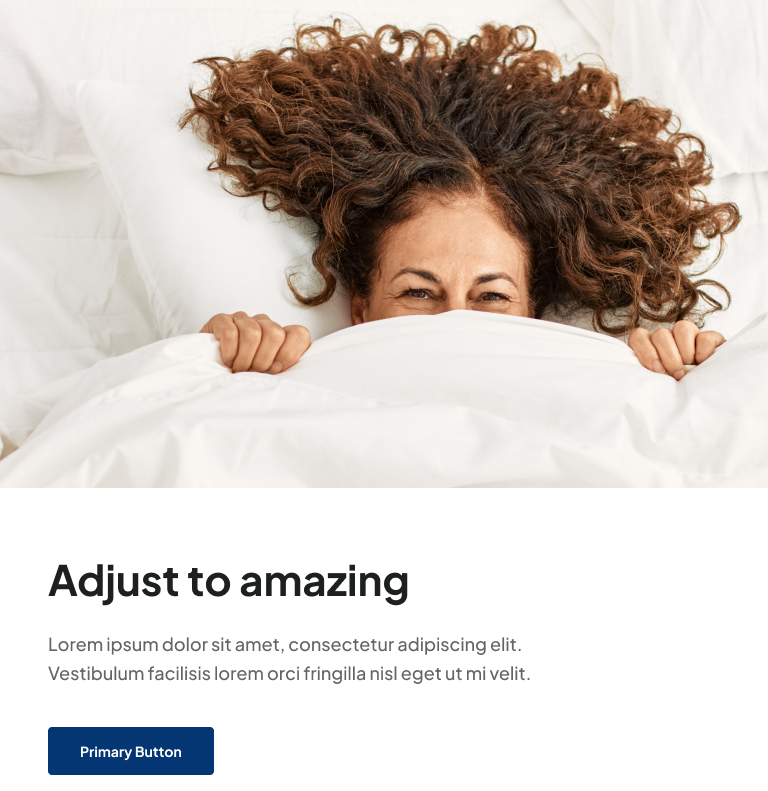 Adjust to amazing
Lorem ipsum dolor sit amet, consectetur adipiscing elit.
Vestibulum facilisis lorem orci fringilla nisl eget ut mi velit.
Primary Button